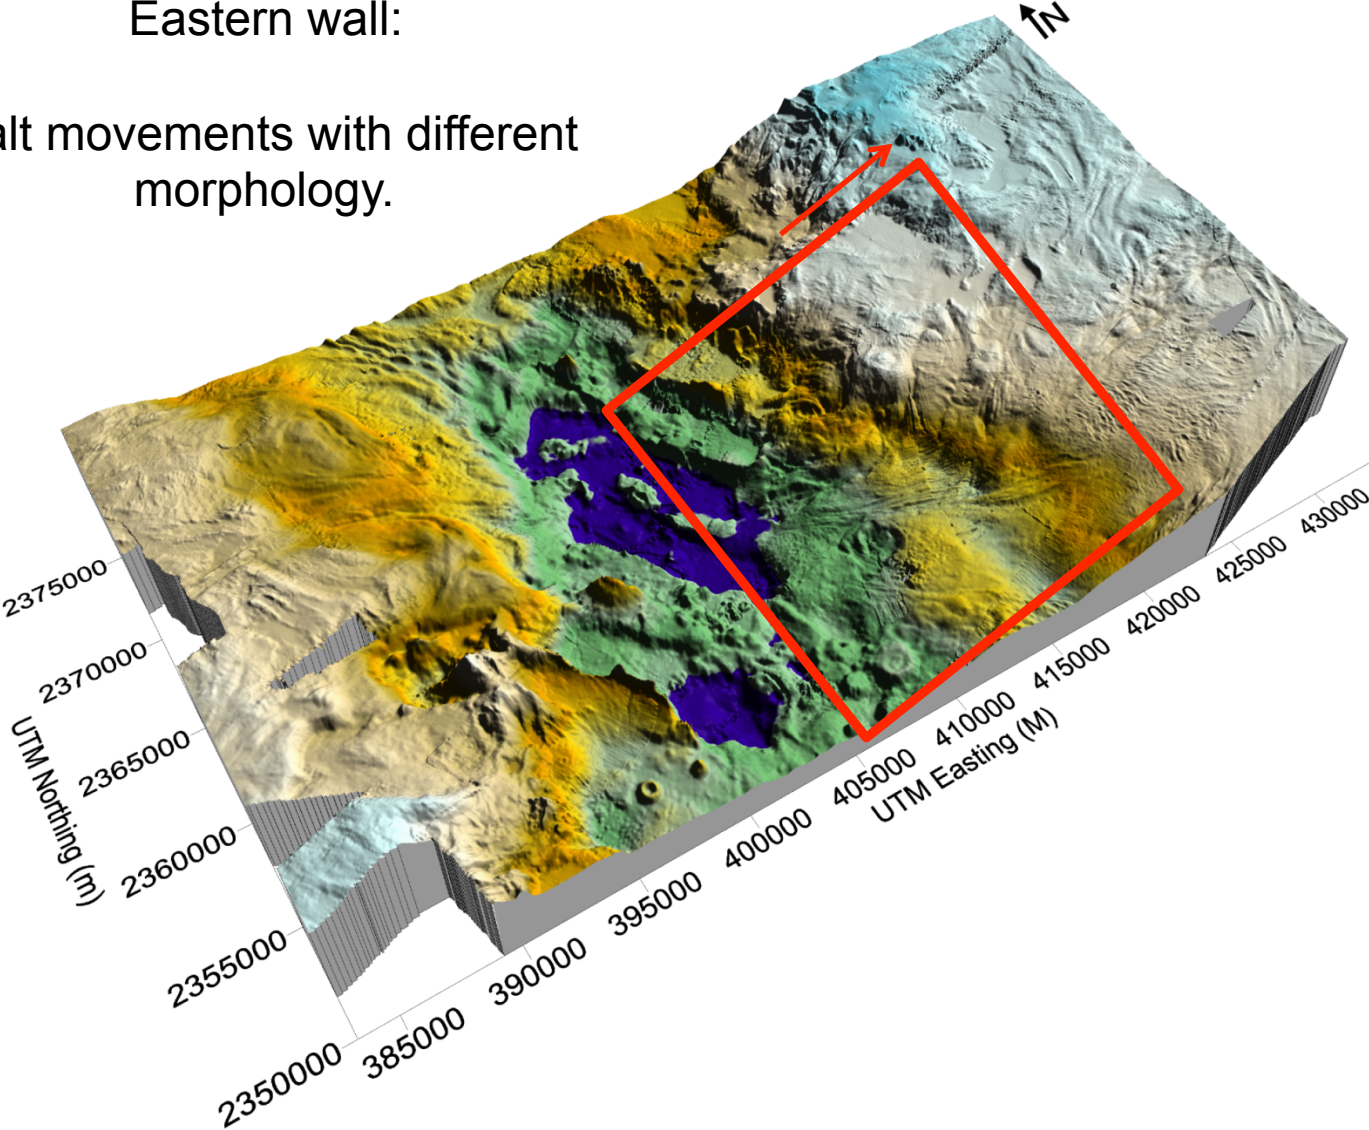 Eastern wall:
alt movements with different
morphology.
N
2375000
2370000
2365000
2360000
2355000
2350000
UTM Northing (m)
385000
390000
395000
400000
405000
410000
415000
420000
425000
430000
UTM Easting (M)